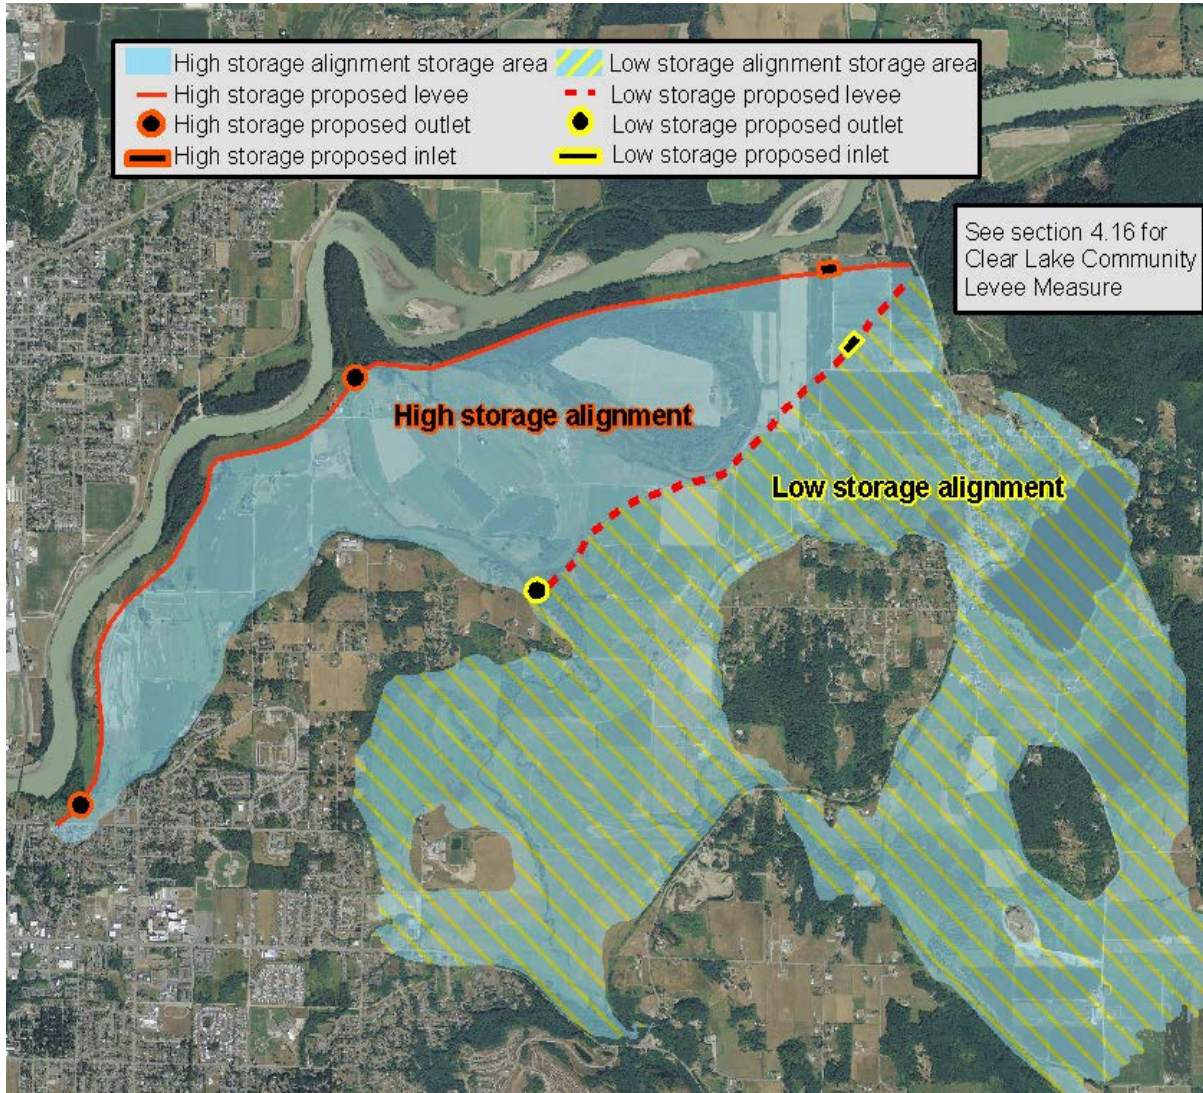 High storage alignment storage area
High storage proposed levee
High storage proposed outlet
High storage proposed inlet
Low storage alignment storage area
Low storage proposed levee
Low storage proposed outlet
Low storage proposed inlet
See section 4.16 for
Clear Lake Community
Levee Measure
High storage alignment
Low storage alignment